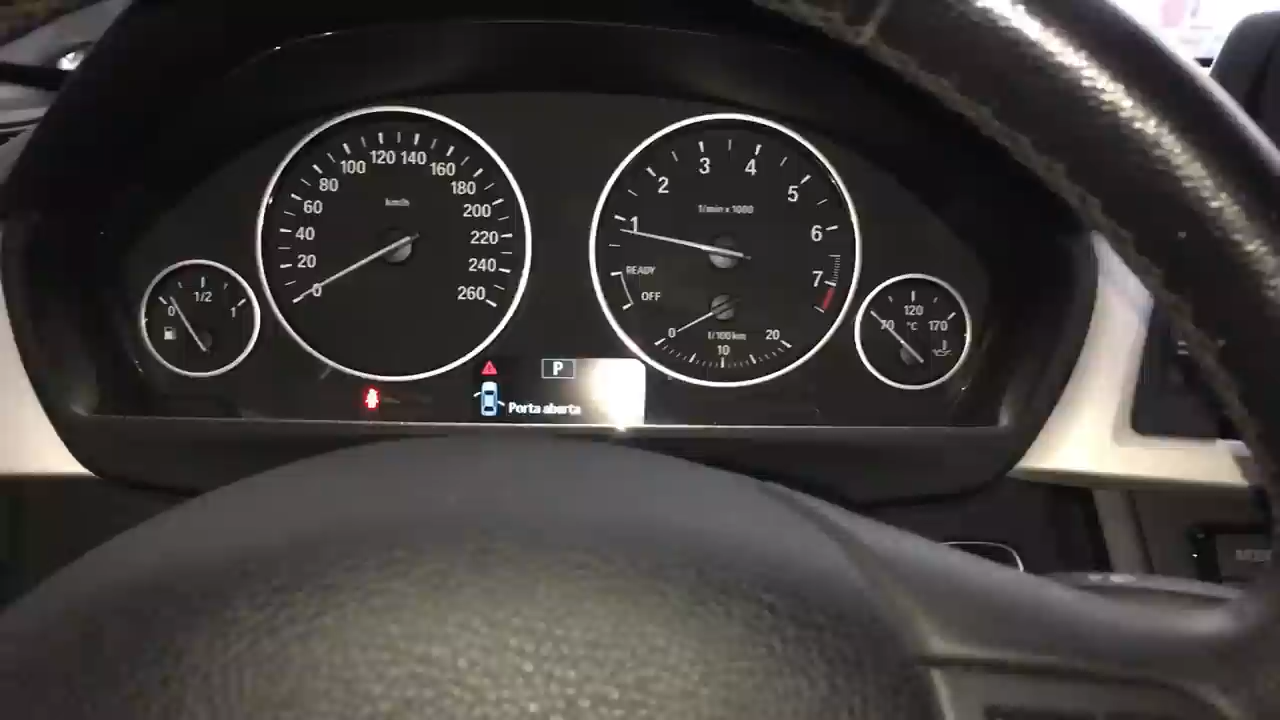 0 20 40 60 80 100 120 140 160 180 200 220 240 260
km/h
0 1/2 1
1 2 3 4 5 6 7
1/min x 1000
READY
OFF
0 10 20
l/100km
70 120 170
°C
P
Porta aberta